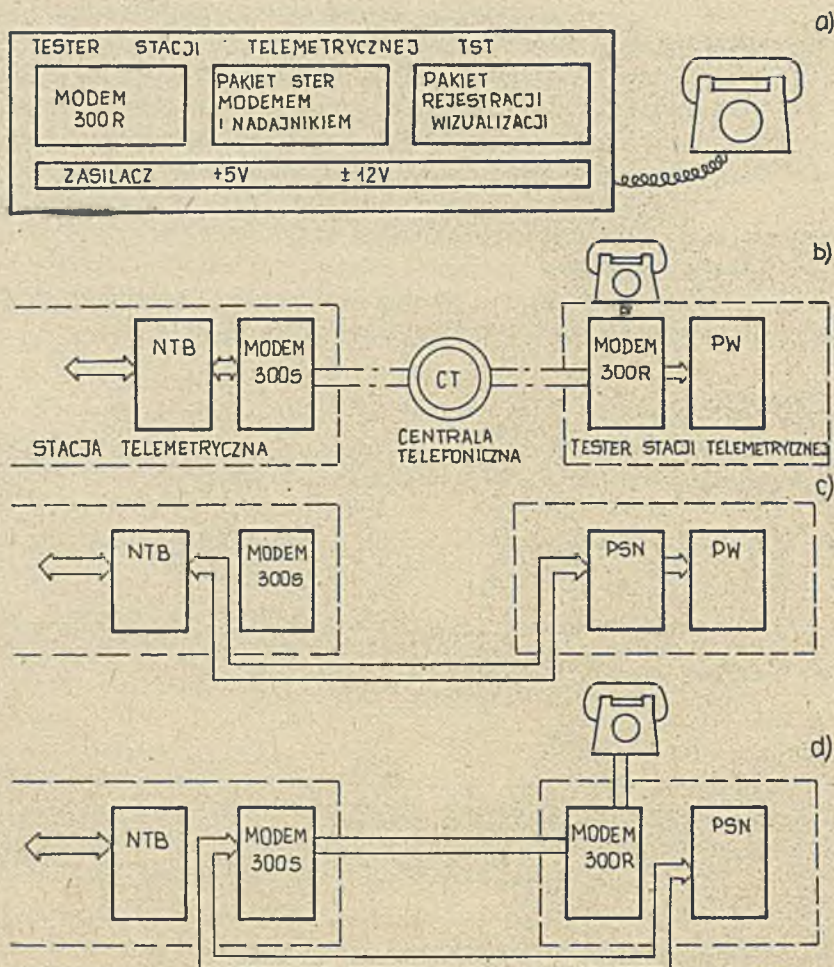 a)
TESTER STACJI TELEMETRYCZNEJ TST
MODEM
300R
PAKIET STER
MODEMEM
I NADAJNIKIEM
PAKIET
REJESTRACJI
WIZUALIZACJI
ZASILACZ +5V ±12V
b)
NTB
MODEM
300S
CT
MODEM
300R
PW
STACJA TELEMETRYCZNA
CENTRALA
TELEFONICZNA
TESTER STACJI TELEMETRYCZNEJ
c)
NTB
MODEM
300S
PSN
PW
d)
NTB
MODEM
300S
MODEM
300R
PSN